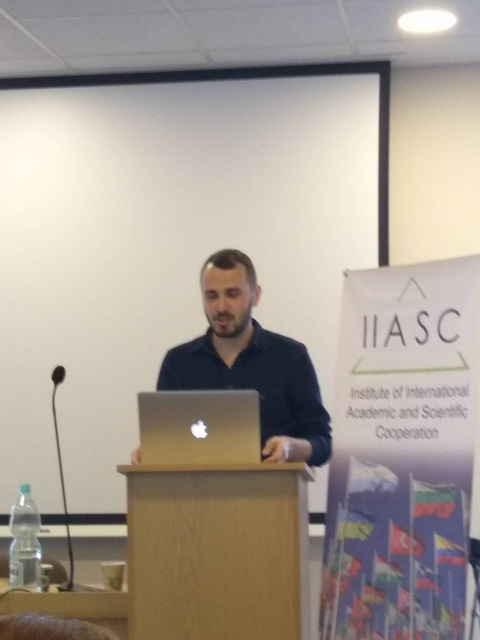 IIASC
Institute of International
Academic and Scientific
Cooperation